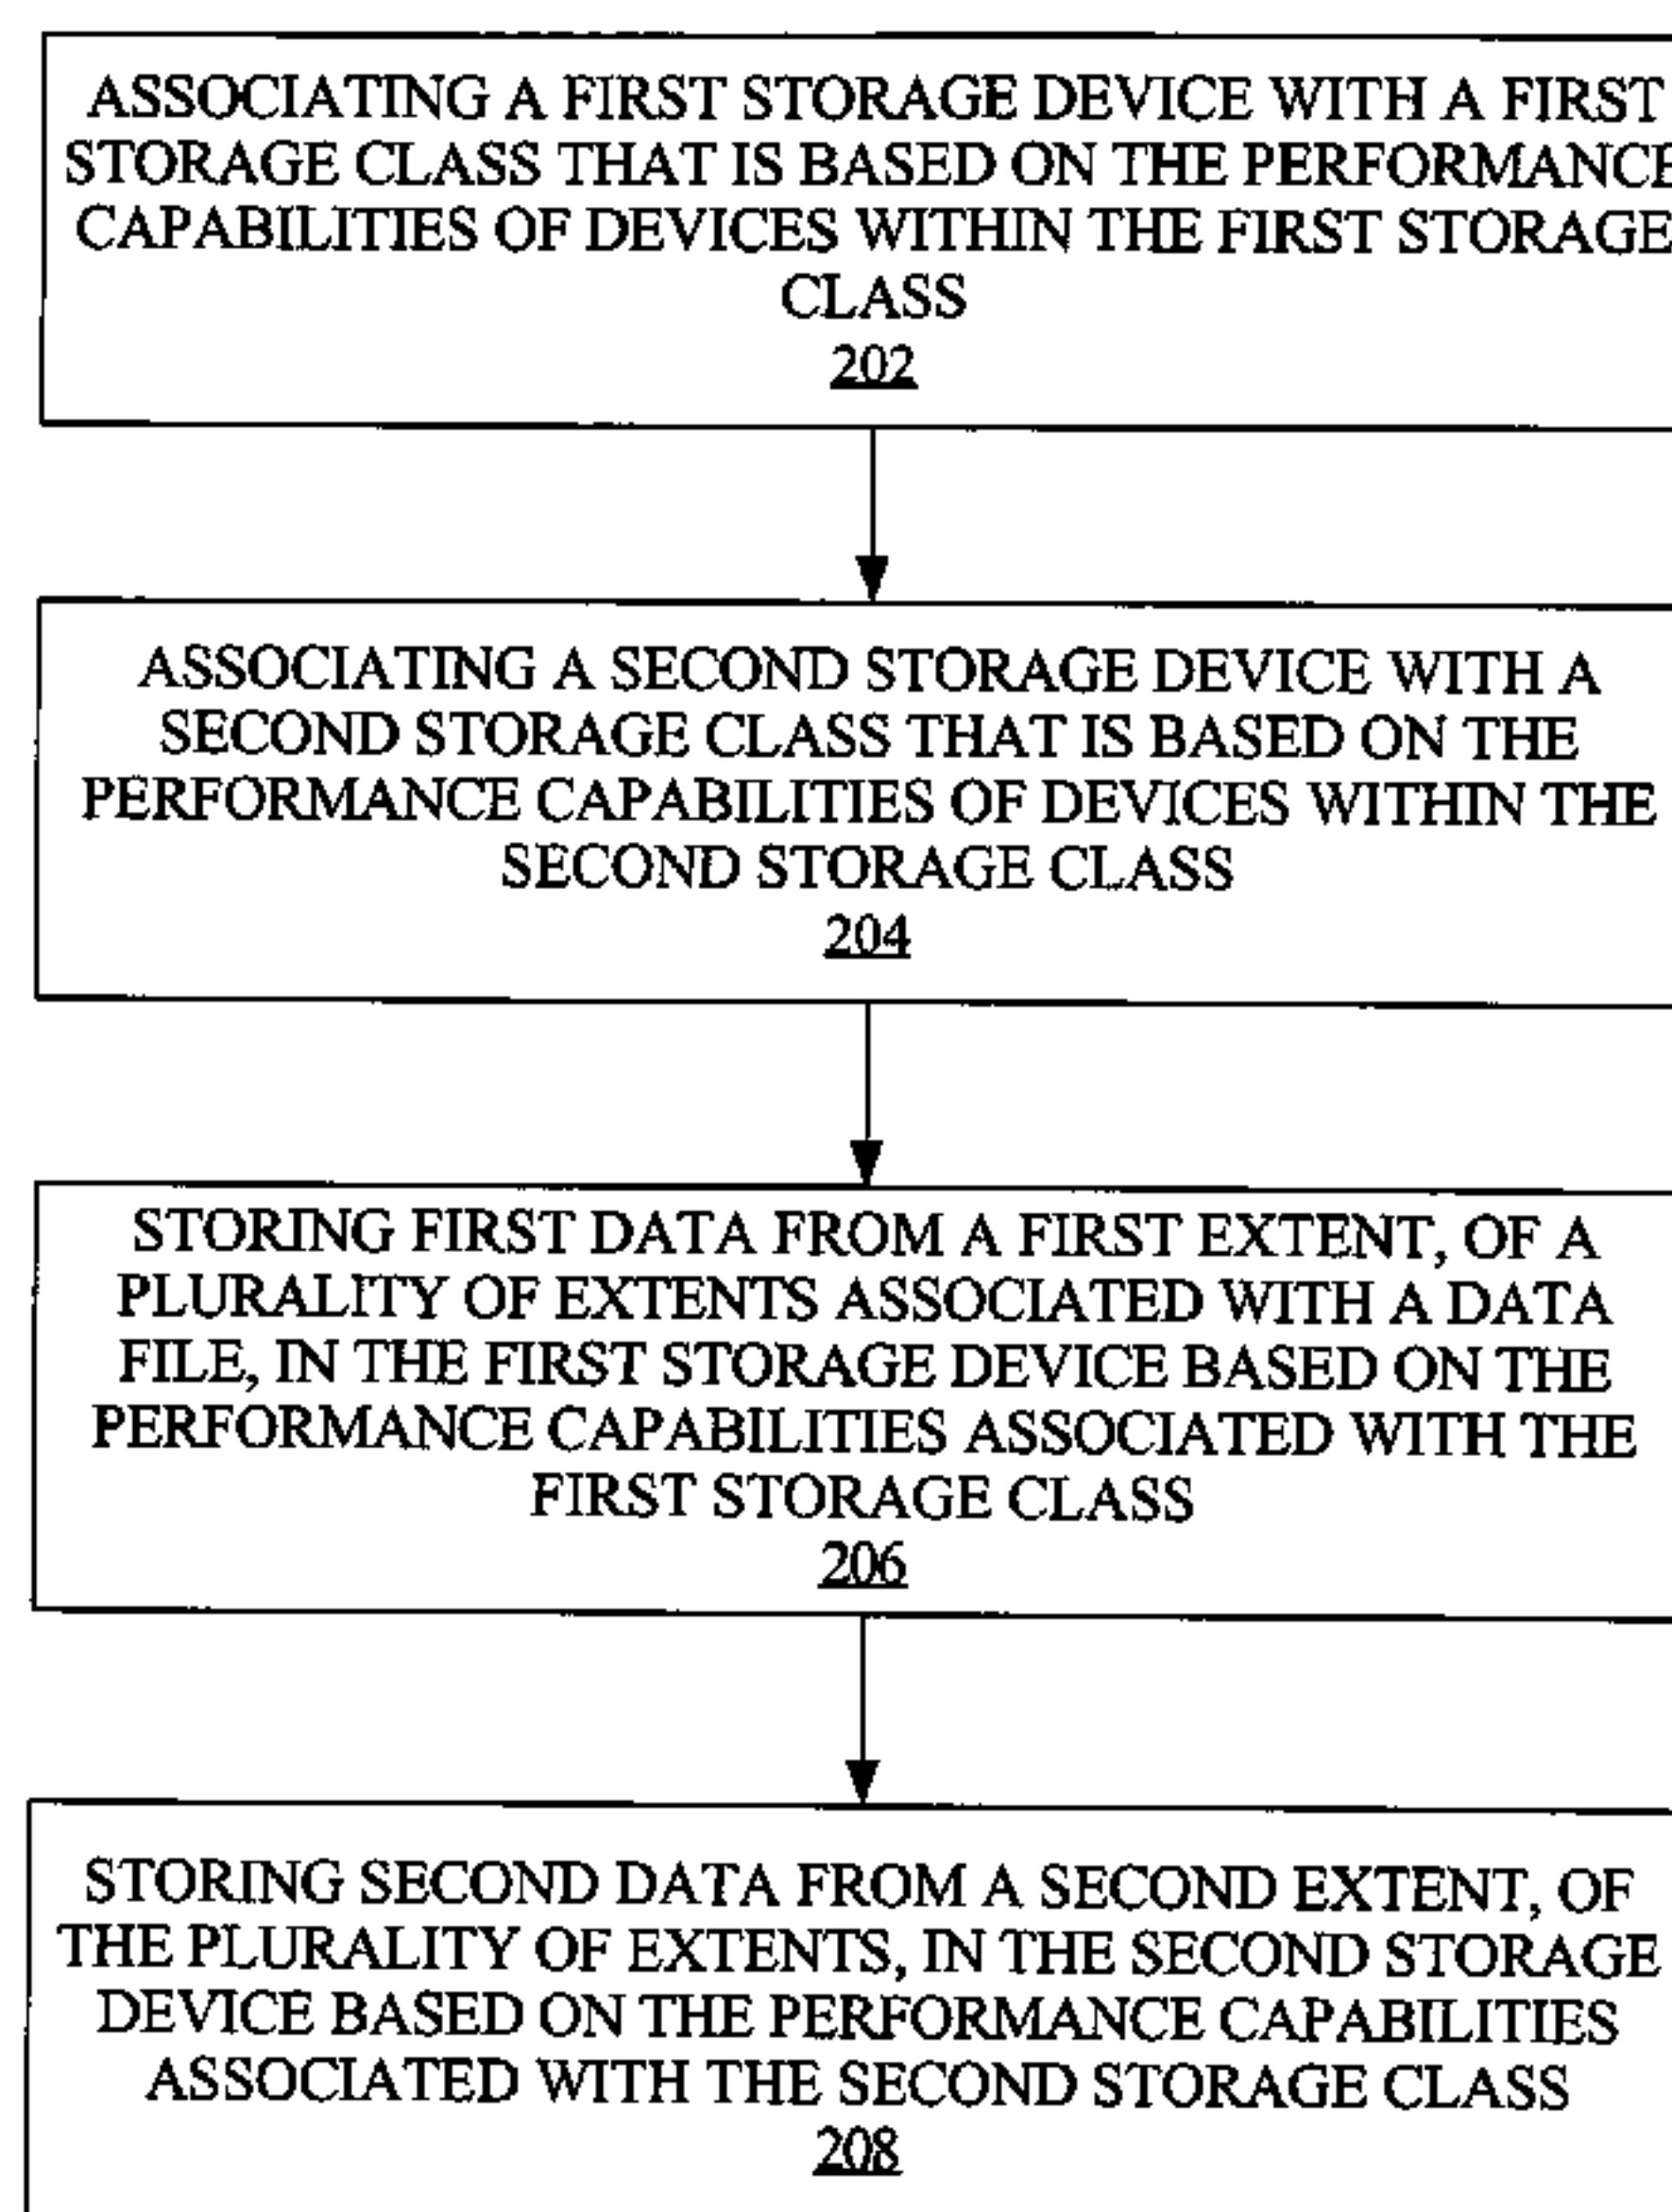 ASSOCIATING A FIRST STORAGE DEVICE WITH A FIRST
STORAGE CLASS THAT IS BASED ON THE PERFORMANCE
CAPABILITIES OF DEVICES WITHIN THE FIRST STORAGE
CLASS
202
ASSOCIATING A SECOND STORAGE DEVICE WITH A
SECOND STORAGE CLASS THAT IS BASED ON THE
PERFORMANCE CAPABILITIES OF DEVICES WITHIN THE
SECOND STORAGE CLASS
204
STORING FIRST DATA FROM A FIRST EXTENT, OF A
PLURALITY OF EXTENTS ASSOCIATED WITH A DATA
FILE, IN THE FIRST STORAGE DEVICE BASED ON THE
PERFORMANCE CAPABILITIES ASSOCIATED WITH THE
FIRST STORAGE CLASS
206
STORING SECOND DATA FROM A SECOND EXTENT, OF
THE PLURALITY OF EXTENTS, IN THE SECOND STORAGE
DEVICE BASED ON THE PERFORMANCE CAPABILITIES
ASSOCIATED WITH THE SECOND STORAGE CLASS
208